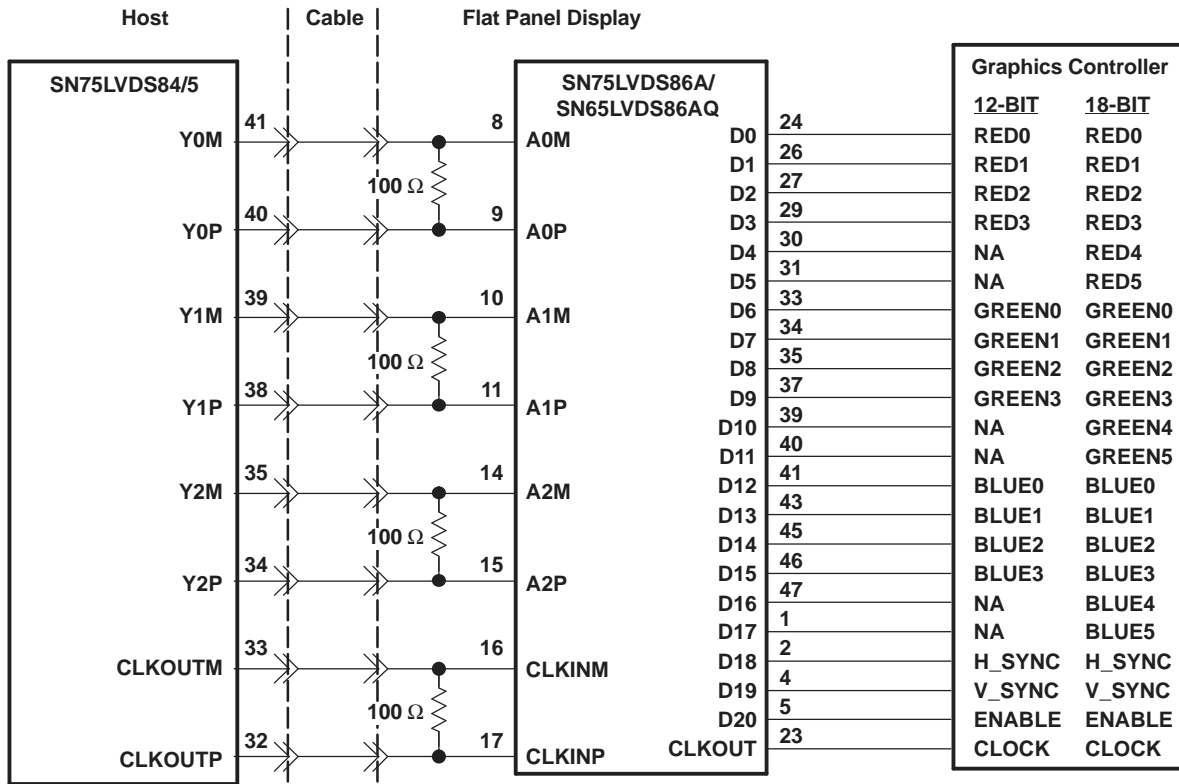 Host Cable Flat Panel Display
SN75LVDS84/5
SN75LVDS86A/
SN65LVDS86AQ
Graphics Controller
12-BIT 18-BIT
Y0M 41 8 A0M
100 Ω
Y0P 40 9 A0P
Y1M 39 10 A1M
100 Ω
Y1P 38 11 A1P
Y2M 35 14 A2M
100 Ω
Y2P 34 15 A2P
CLKOUTM 33 16 CLKINM
100 Ω
CLKOUTP 32 17 CLKINP
D0 24 RED0 RED0
D1 26 RED1 RED1
D2 27 RED2 RED2
D3 29 RED3 RED3
D4 30 NA RED4
D5 31 NA RED5
D6 33 GREEN0 GREEN0
D7 34 GREEN1 GREEN1
D8 35 GREEN2 GREEN2
D9 37 GREEN3 GREEN3
D10 39 NA GREEN4
D11 40 NA GREEN5
D12 41 BLUE0 BLUE0
D13 43 BLUE1 BLUE1
D14 45 BLUE2 BLUE2
D15 46 BLUE3 BLUE3
D16 47 NA BLUE4
D17 1 NA BLUE5
D18 2 H_SYNC H_SYNC
D19 4 V_SYNC V_SYNC
D20 5 ENABLE ENABLE
CLKOUT 23 CLOCK CLOCK